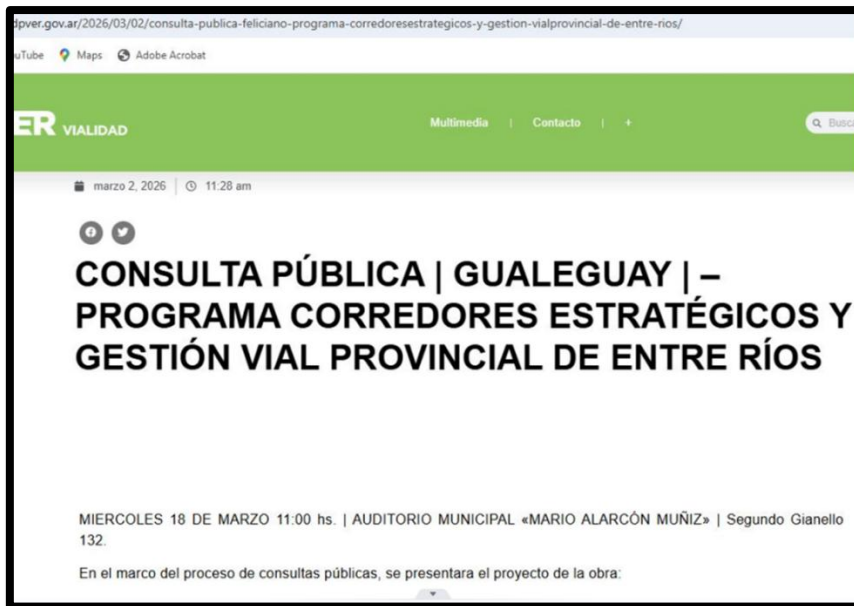 dpver.gov.ar/2026/03/02/consulta-publica-feliciano-programa-corredoresestrategicos-y-gestion-vialprovincial-de-entre-rios/
uTube Maps Adobe Acrobat
ER VIALIDAD Multimedia | Contacto | + Busca
marzo 2, 2026 | 11:28 am
CONSULTA PÚBLICA | GUALEGUAY | –
PROGRAMA CORREDORES ESTRATÉGICOS Y
GESTIÓN VIAL PROVINCIAL DE ENTRE RÍOS
MIERCOLES 18 DE MARZO 11:00 hs. | AUDITORIO MUNICIPAL «MARIO ALARCÓN MUÑIZ» | Segundo Gianello
132.
En el marco del proceso de consultas públicas, se presentara el proyecto de la obra: